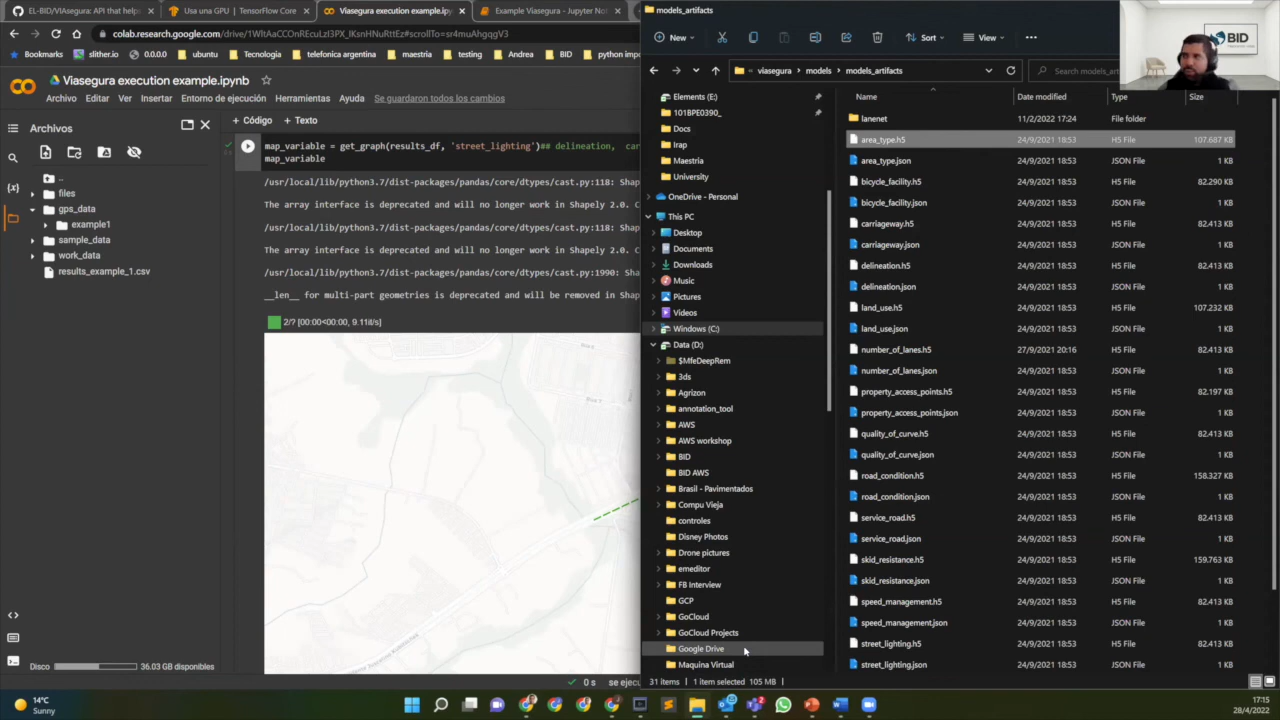 EL-BID/VIAsegura: API that help
Usa una GPU | TensorFlow Core
Viasegura execution example.ipynb
Example Viasegura - Jupyter Not
colab.research.google.com/drive/
Bookmarks
slither.io
0.0.0.0
ubuntu
Tecnologia
telefonica argentina
testing
Andrea
BID
python impo
Viasegura execution example.ipynb
Archivo Editar Ver Insertar Entorno de ejecución Herramientas Ayuda Se guardaron todos los cambios
Archivos
+ Código + Texto
..
files
gps_data
example1
sample_data
work_data
results_example_1.csv
Disco
36.03 GB disponibles
map_variable = get_graph(results_df, 'street_lighting')## delineation, car
map_variable
/usr/local/lib/python3.7/dist-packages/pandas/core/dtypes/cast.py:118: Shap
The array interface is deprecated and will no longer work in Shapely 2.0. C
/usr/local/lib/python3.7/dist-packages/pandas/core/dtypes/cast.py:118: Shap
The array interface is deprecated and will no longer work in Shapely 2.0. C
/usr/local/lib/python3.7/dist-packages/pandas/core/dtypes/cast.py:1990: Sha
__len__ for multi-part geometries is deprecated and will be removed in Shap
2/? [00:00<00:00, 9.11it/s]
0 s
se ejecu
models_artifacts
New
Sort
View
« viasegura > models > models_artifacts
Search models_art
BID
Elements (E:)
101BPE0390_
Docs
Irap
Maestria
University
OneDrive - Personal
This PC
Desktop
Documents
Downloads
Music
Pictures
Videos
Windows (C:)
Data (D:)
$MfeDeepRem
3ds
Agrizon
annotation_tool
AWS
AWS workshop
BID
BID AWS
Brasil - Pavimentados
Compu Vieja
controles
Disney Photos
Drone pictures
emeditor
FB Interview
GCP
GoCloud
GoCloud Projects
Google Drive
Maquina Virtual
Name Date modified Type Size
lanenet 11/2/2022 17:24 File folder
area_type.h5 24/9/2021 18:53 H5 File 107.687 KB
area_type.json 24/9/2021 18:53 JSON File 1 KB
bicycle_facility.h5 24/9/2021 18:53 H5 File 82.290 KB
bicycle_facility.json 24/9/2021 18:53 JSON File 1 KB
carriageway.h5 24/9/2021 18:53 H5 File 82.413 KB
carriageway.json 24/9/2021 18:53 JSON File 1 KB
delineation.h5 24/9/2021 18:53 H5 File 82.413 KB
delineation.json 24/9/2021 18:53 JSON File 1 KB
land_use.h5 24/9/2021 18:53 H5 File 107.232 KB
land_use.json 24/9/2021 18:53 JSON File 1 KB
number_of_lanes.h5 27/9/2021 20:16 H5 File 82.413 KB
number_of_lanes.json 24/9/2021 18:53 JSON File 1 KB
property_access_points.h5 24/9/2021 18:53 H5 File 82.197 KB
property_access_points.json 24/9/2021 18:53 JSON File 1 KB
quality_of_curve.h5 24/9/2021 18:53 H5 File 82.413 KB
quality_of_curve.json 24/9/2021 18:53 JSON File 1 KB
road_condition.h5 24/9/2021 18:53 H5 File 158.327 KB
road_condition.json 24/9/2021 18:53 JSON File 1 KB
service_road.h5 24/9/2021 18:53 H5 File 82.413 KB
service_road.json 24/9/2021 18:53 JSON File 1 KB
skid_resistance.h5 24/9/2021 18:53 H5 File 159.763 KB
skid_resistance.json 24/9/2021 18:53 JSON File 1 KB
speed_management.h5 24/9/2021 18:53 H5 File 82.413 KB
speed_management.json 24/9/2021 18:53 JSON File 1 KB
street_lighting.h5 24/9/2021 18:53 H5 File 82.413 KB
street_lighting.json 24/9/2021 18:53 JSON File 1 KB
31 items 1 item selected 105 MB
14°C
Sunny
17:15
28/4/2022